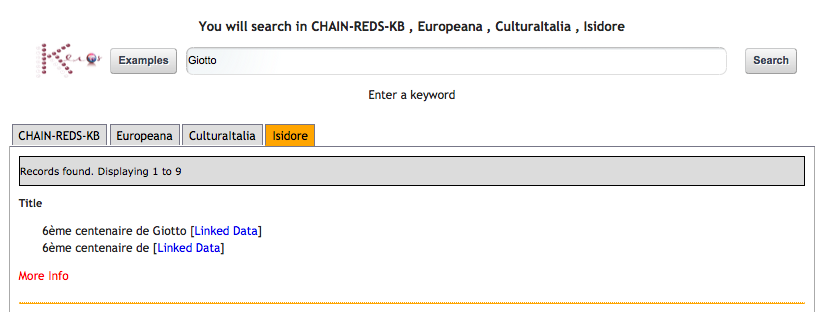 You will search in CHAIN-REDS-KB , Europeana , CulturaItalia , Isidore
Examples
Giotto
Search
Enter a keyword
CHAIN-REDS-KB Europeana CulturaItalia Isidore
Records found. Displaying 1 to 9
Title
6ème centenaire de Giotto [Linked Data]
6ème centenaire de [Linked Data]
More Info